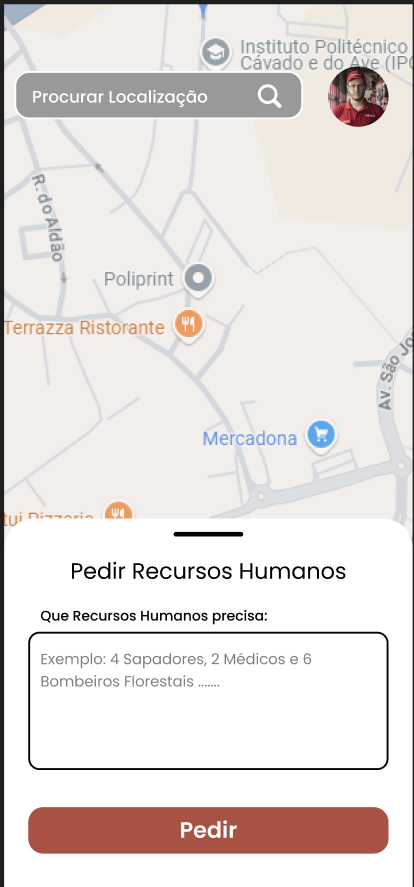 Instituto Politécnico
Cávado e do Ave (IPC
Procurar Localização
R. do Aldão
Poliprint
Terrazza Ristorante
Av. São Jo
Mercadona
tui Pizzaria
Pedir Recursos Humanos
Que Recursos Humanos precisa:
Exemplo: 4 Sapadores, 2 Médicos e 6
Bombeiros Florestais .......
Pedir